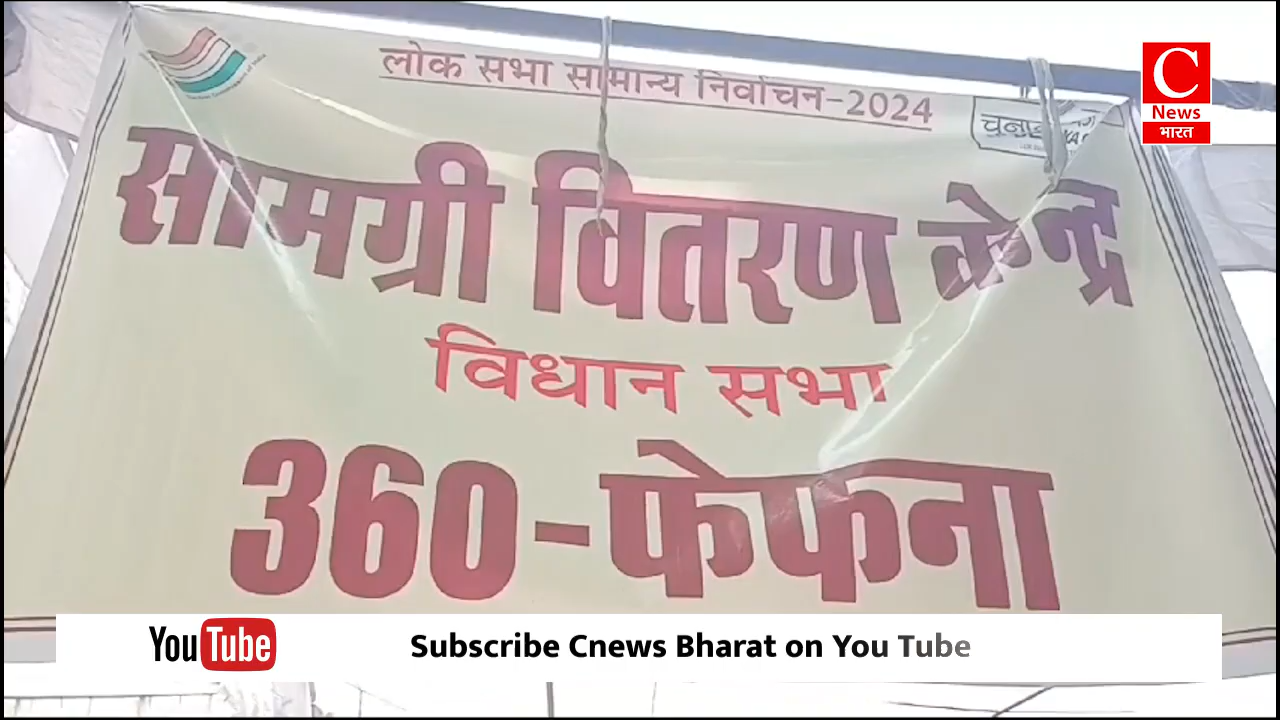 लोक सभा सामान्य निर्वाचन-2024
सामग्री वितरण केन्द्र
विधान सभा
360-फेफना
C
News
भारत
YouTube
Subscribe Cnews Bharat on You Tube